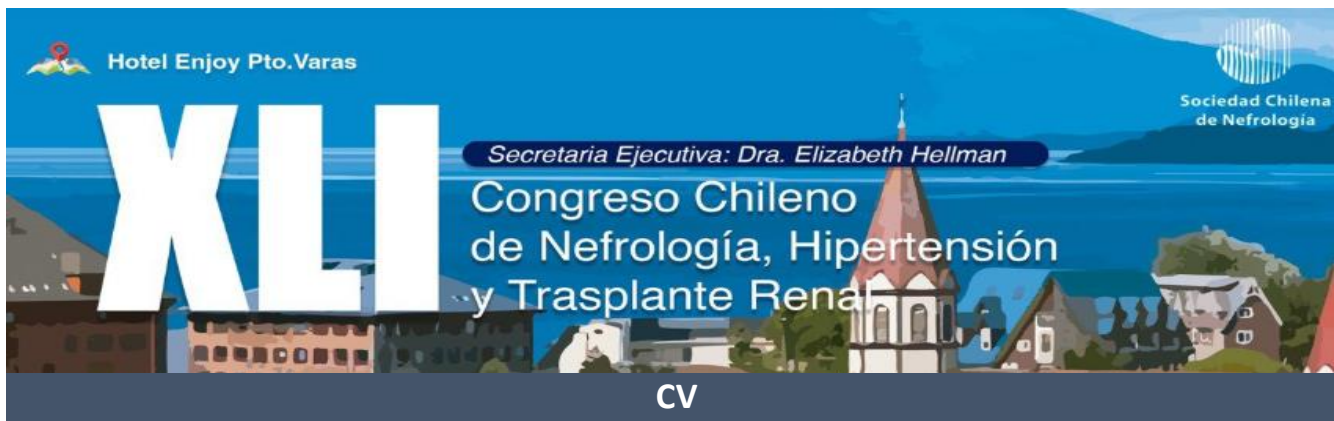 Hotel Enjoy Pto.Varas
Sociedad Chilena
de Nefrología
XLI
Secretaria Ejecutiva: Dra. Elizabeth Hellman
Congreso Chileno
de Nefrología, Hipertensión
y Trasplante Renal
CV